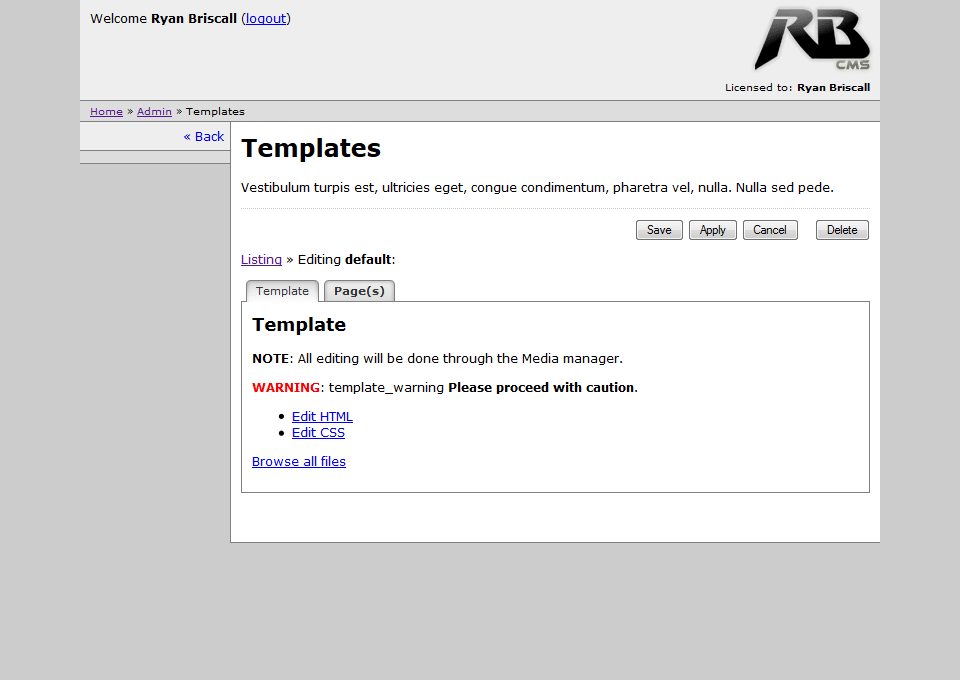 Welcome Ryan Briscall (logout)
RB
CMS
Licensed to: Ryan Briscall
Home » Admin » Templates
« Back
Templates
Vestibulum turpis est, ultricies eget, congue condimentum, pharetra vel, nulla. Nulla sed pede.
Save Apply Cancel Delete
Listing » Editing default:
Template Page(s)
Template
NOTE: All editing will be done through the Media manager.
WARNING: template_warning Please proceed with caution.
• Edit HTML
• Edit CSS
Browse all files